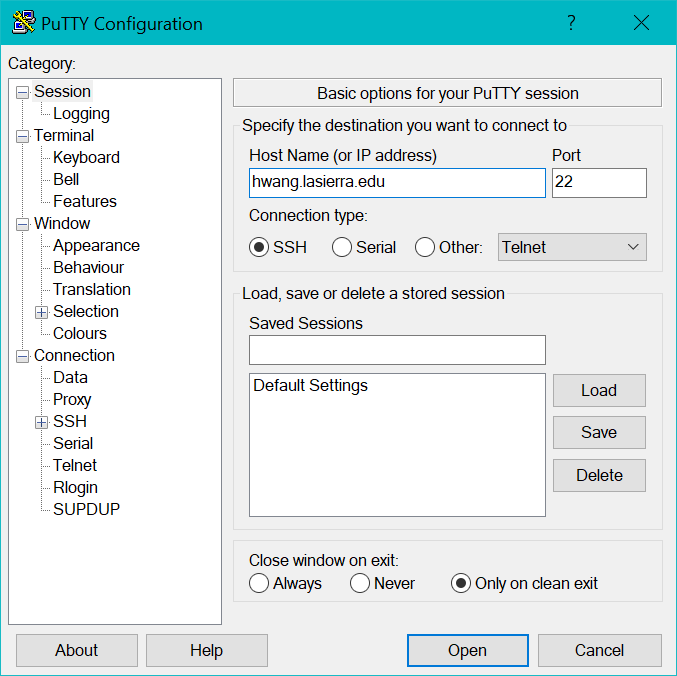 PuTTY Configuration ?
Category:
Session
Logging
Terminal
Keyboard
Bell
Features
Window
Appearance
Behaviour
Translation
Selection
Colours
Connection
Data
Proxy
SSH
Serial
Telnet
Rlogin
SUPDUP
Basic options for your PuTTY session
Specify the destination you want to connect to
Host Name (or IP address) Port
hwang.lasierra.edu 22
Connection type:
SSH Serial Other: Telnet
Load, save or delete a stored session
Saved Sessions
Default Settings
Load
Save
Delete
Close window on exit:
Always Never Only on clean exit
About Help Open Cancel